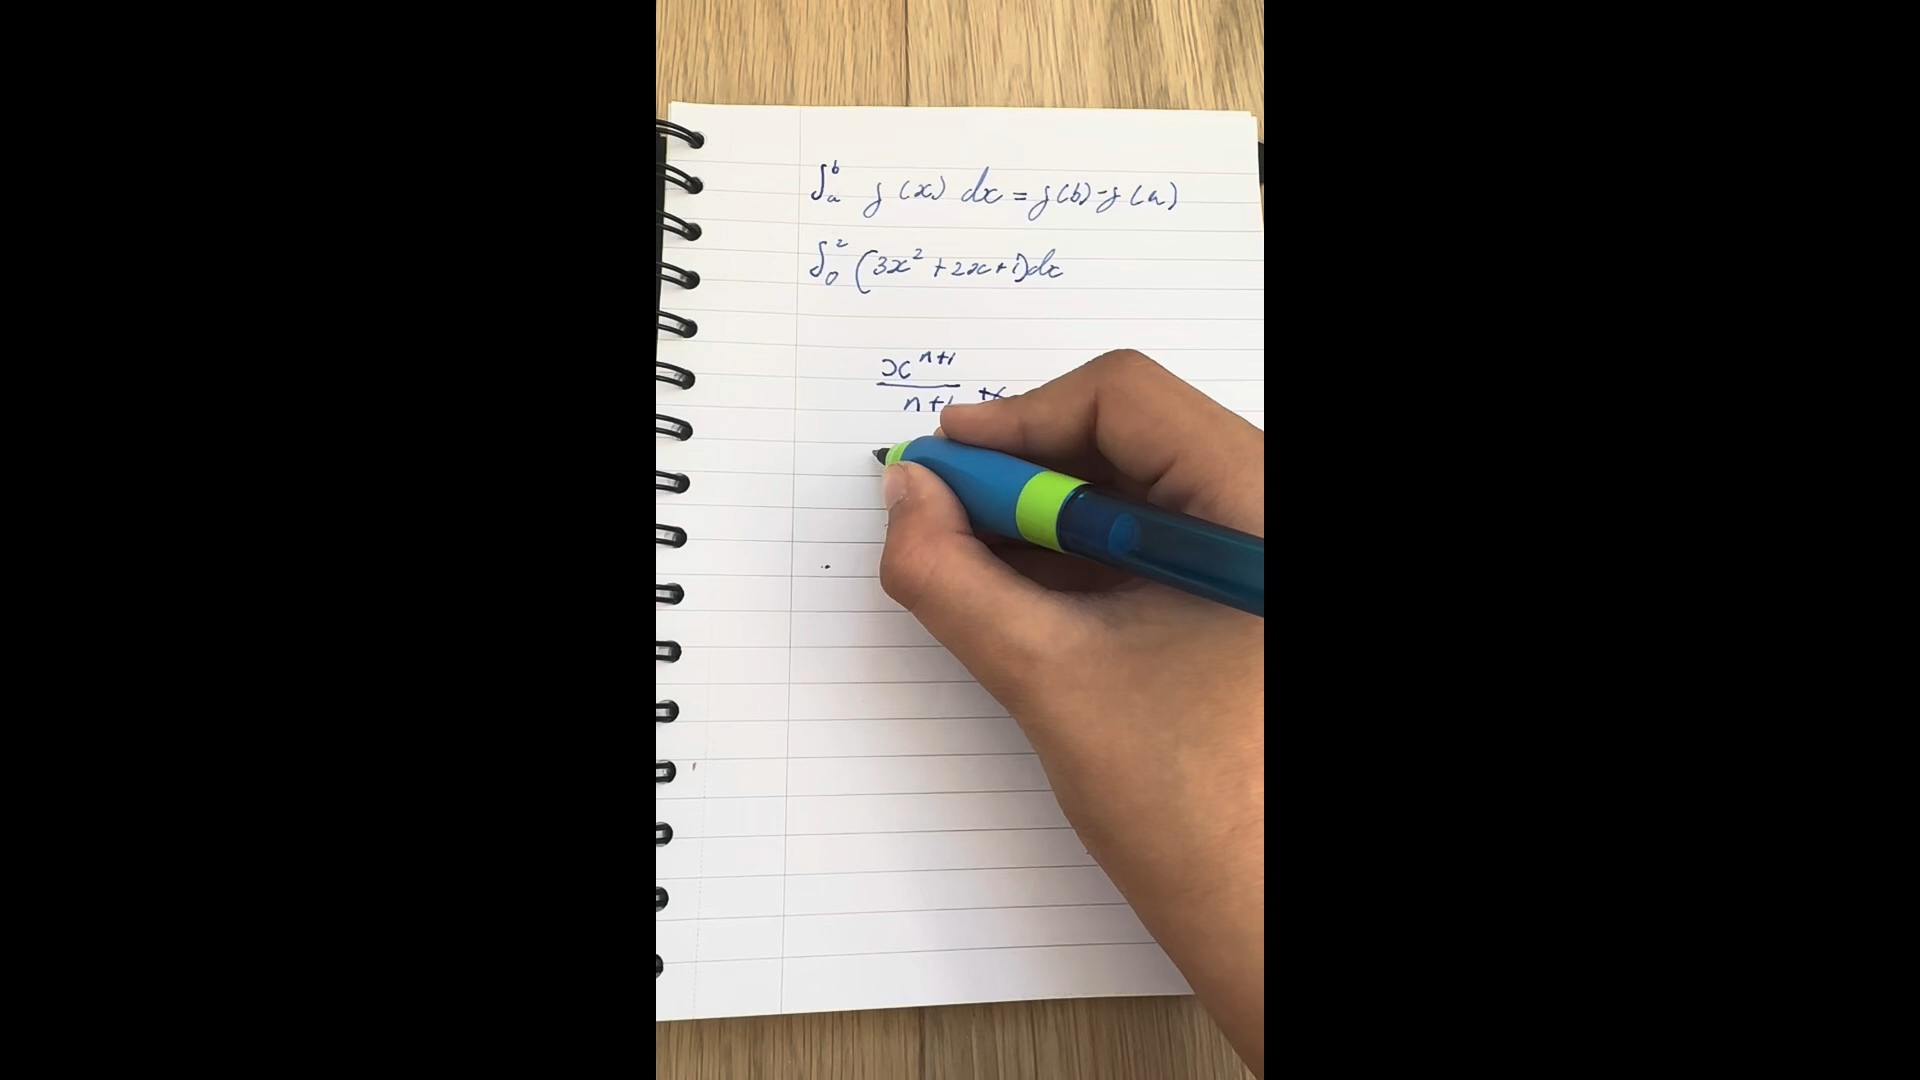 ∫ₐᵇ f(x) dx = f(b)-f(a)
∫₀² (3x² + 2x+1)dx
xⁿ⁺¹
n+1